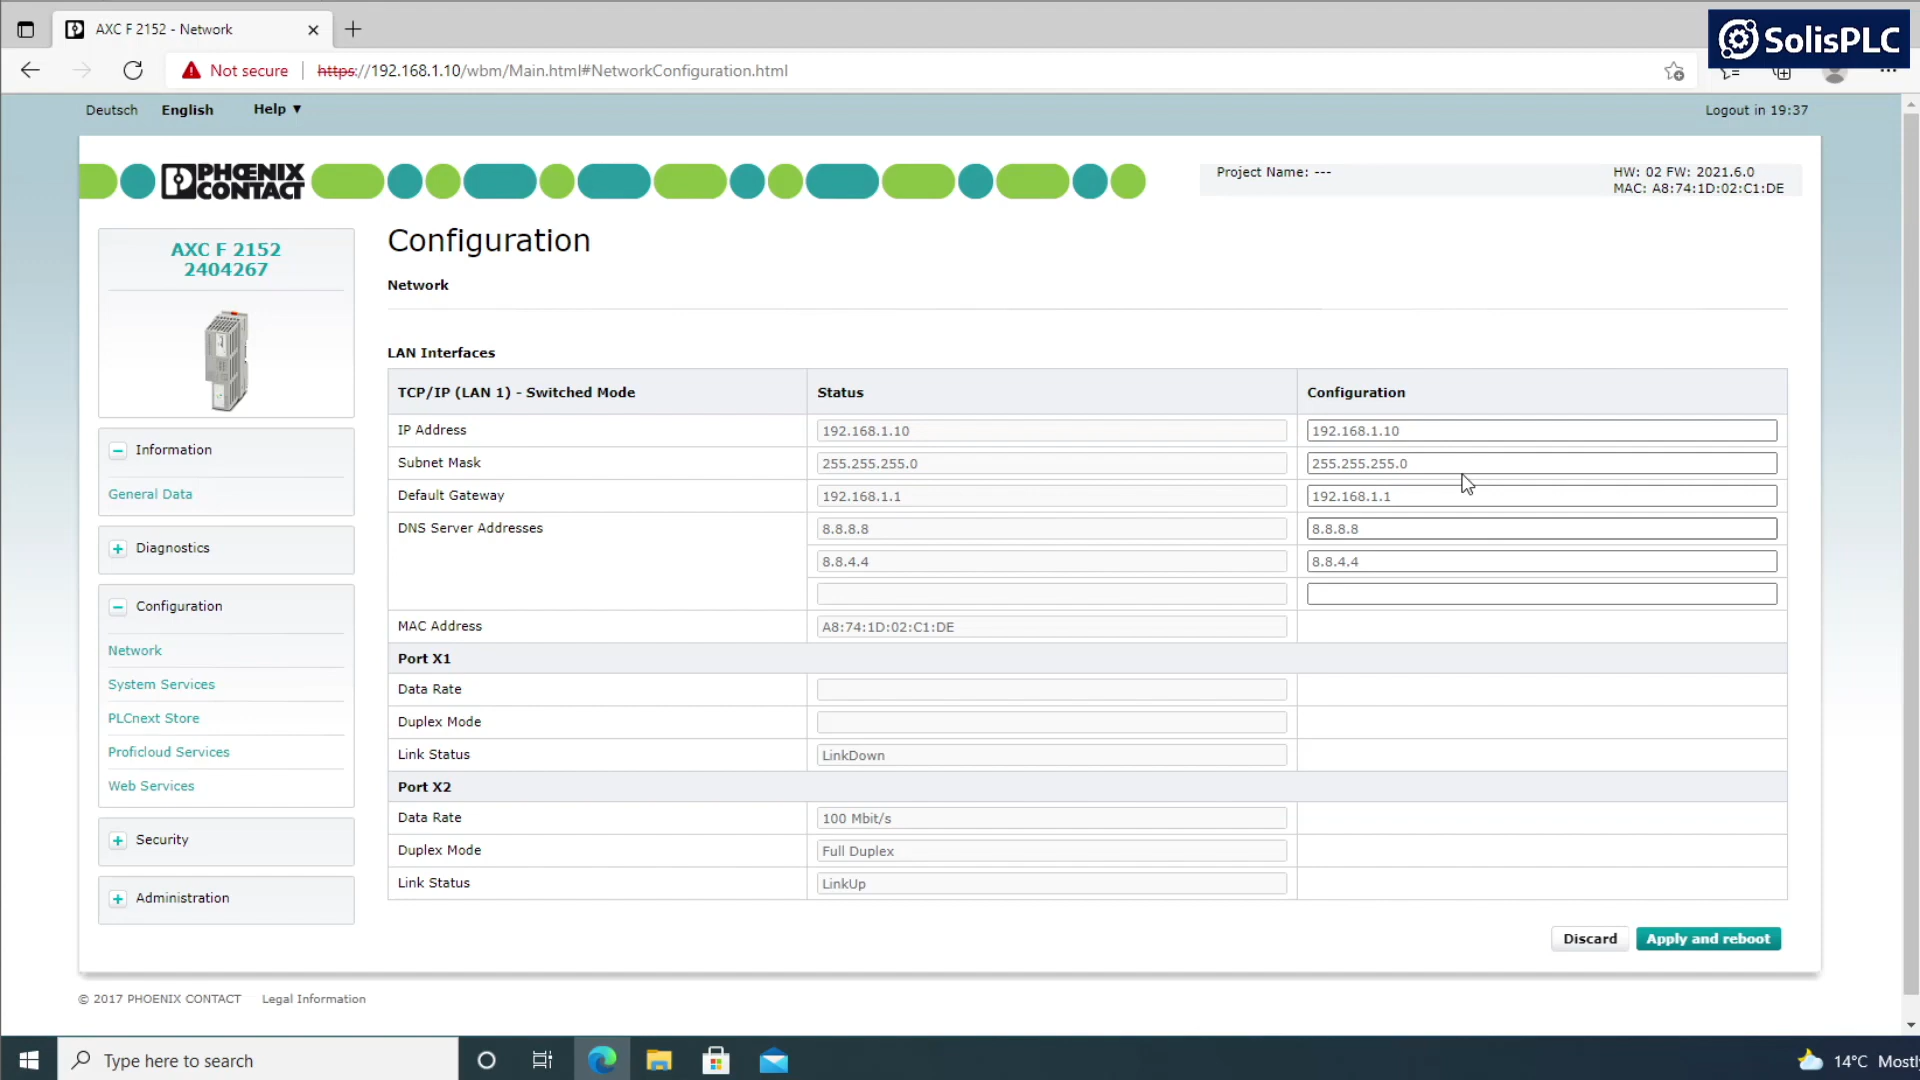 AXC F 2152 - Network
SolisPLC
Not secure
https://192.168.1.10/wbm/Main.html#NetworkConfiguration.html
Deutsch
English
Help ▼
Logout in 19:37
PHŒNIX
CONTACT
Project Name: ---
HW: 02 FW: 2021.6.0
MAC: A8:74:1D:02:C1:DE
AXC F 2152
2404267
Information
General Data
Diagnostics
Configuration
Network
System Services
PLCnext Store
Proficloud Services
Web Services
Security
Administration
Configuration
Network
LAN Interfaces
TCP/IP (LAN 1) - Switched Mode
Status
Configuration
IP Address
192.168.1.10
192.168.1.10
Subnet Mask
255.255.255.0
255.255.255.0
Default Gateway
192.168.1.1
192.168.1.1
DNS Server Addresses
8.8.8.8
8.8.8.8
8.8.4.4
8.8.4.4
MAC Address
A8:74:1D:02:C1:DE
Port X1
Data Rate
Duplex Mode
Link Status
LinkDown
Port X2
Data Rate
100 Mbit/s
Duplex Mode
Full Duplex
Link Status
LinkUp
Discard
Apply and reboot
© 2017 PHOENIX CONTACT
Legal Information
Type here to search
14°C Mostly